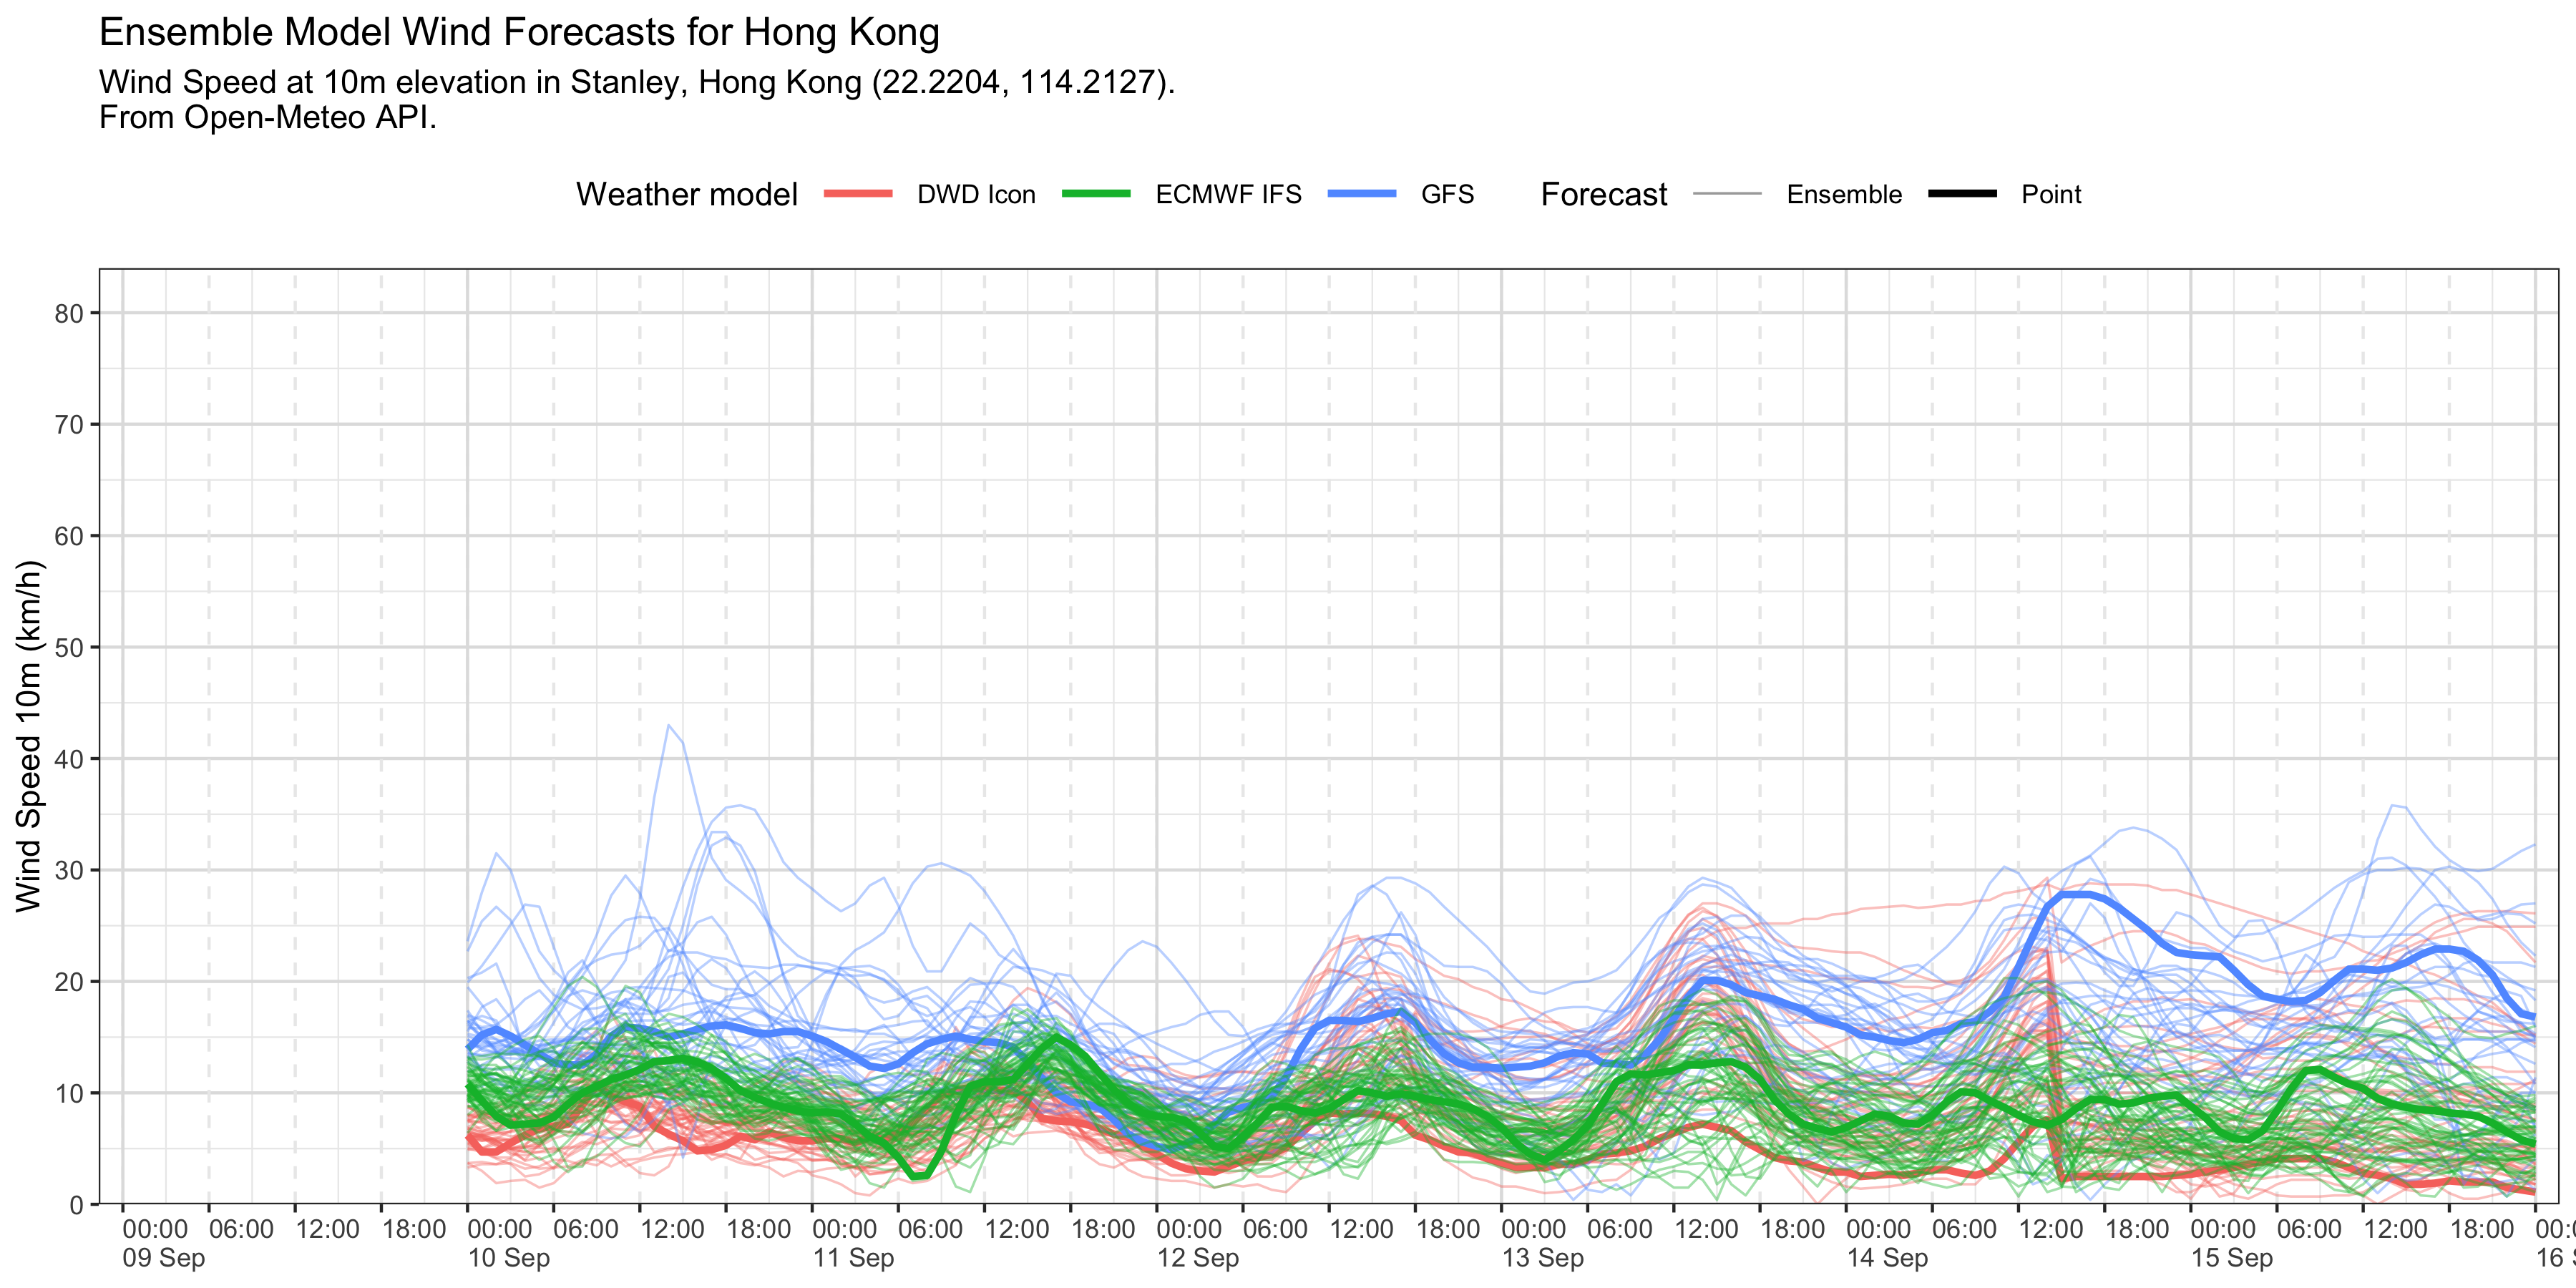 Ensemble Model Wind Forecasts for Hong Kong
Wind Speed at 10m elevation in Stanley, Hong Kong (22.2204, 114.2127).
From Open-Meteo API.
Weather model DWD Icon ECMWF IFS GFS Forecast Ensemble Point
Wind Speed 10m (km/h)
80
70
60
50
40
30
20
10
0
00:00 06:00 12:00 18:00 00:00 06:00 12:00 18:00 00:00 06:00 12:00 18:00 00:00 06:00 12:00 18:00 00:00 06:00 12:00 18:00 00:00 06:00 12:00 18:00 00:00 06:00 12:00 18:00 00:0
09 Sep 10 Sep 11 Sep 12 Sep 13 Sep 14 Sep 15 Sep 16 S